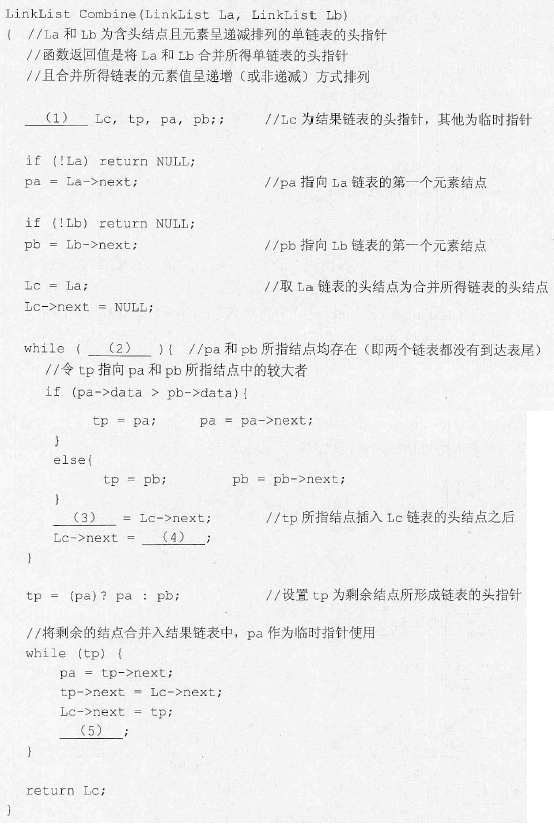 LinkList Combine(LinkList La, LinkList Lb)
{ //La 和 Lb 为含头结点且元素呈递减排列的单链表的头指针
//函数返回值是将 La 和 Lb 合并所得单链表的头指针
//且合并所得链表的元素值呈递增（或非递减）方式排列
（1） Lc, tp, pa, pb;; //Lc 为结果链表的头指针，其他为临时指针
if (!La) return NULL;
pa = La->next; //pa 指向 La 链表的第一个元素结点
if (!Lb) return NULL;
pb = Lb->next; //pb 指向 Lb 链表的第一个元素结点
Lc = La; //取 La 链表的头结点为合并所得链表的头结点
Lc->next = NULL;
while ( （2） ){ //pa 和 pb 所指结点均存在（即两个链表都没有到达表尾）
//令 tp 指向 pa 和 pb 所指结点中的较大者
if (pa->data > pb->data){
tp = pa; pa = pa->next;
}
else{
tp = pb; pb = pb->next;
}
（3） = Lc->next; //tp 所指结点插入 Lc 链表的头结点之后
Lc->next = （4） ;
}
tp = (pa)? pa : pb; //设置 tp 为剩余结点所形成链表的头指针
//将剩余的结点合并入结果链表中，pa 作为临时指针使用
while (tp) {
pa = tp->next;
tp->next = Lc->next;
Lc->next = tp;
（5） ;
}
return Lc;
}